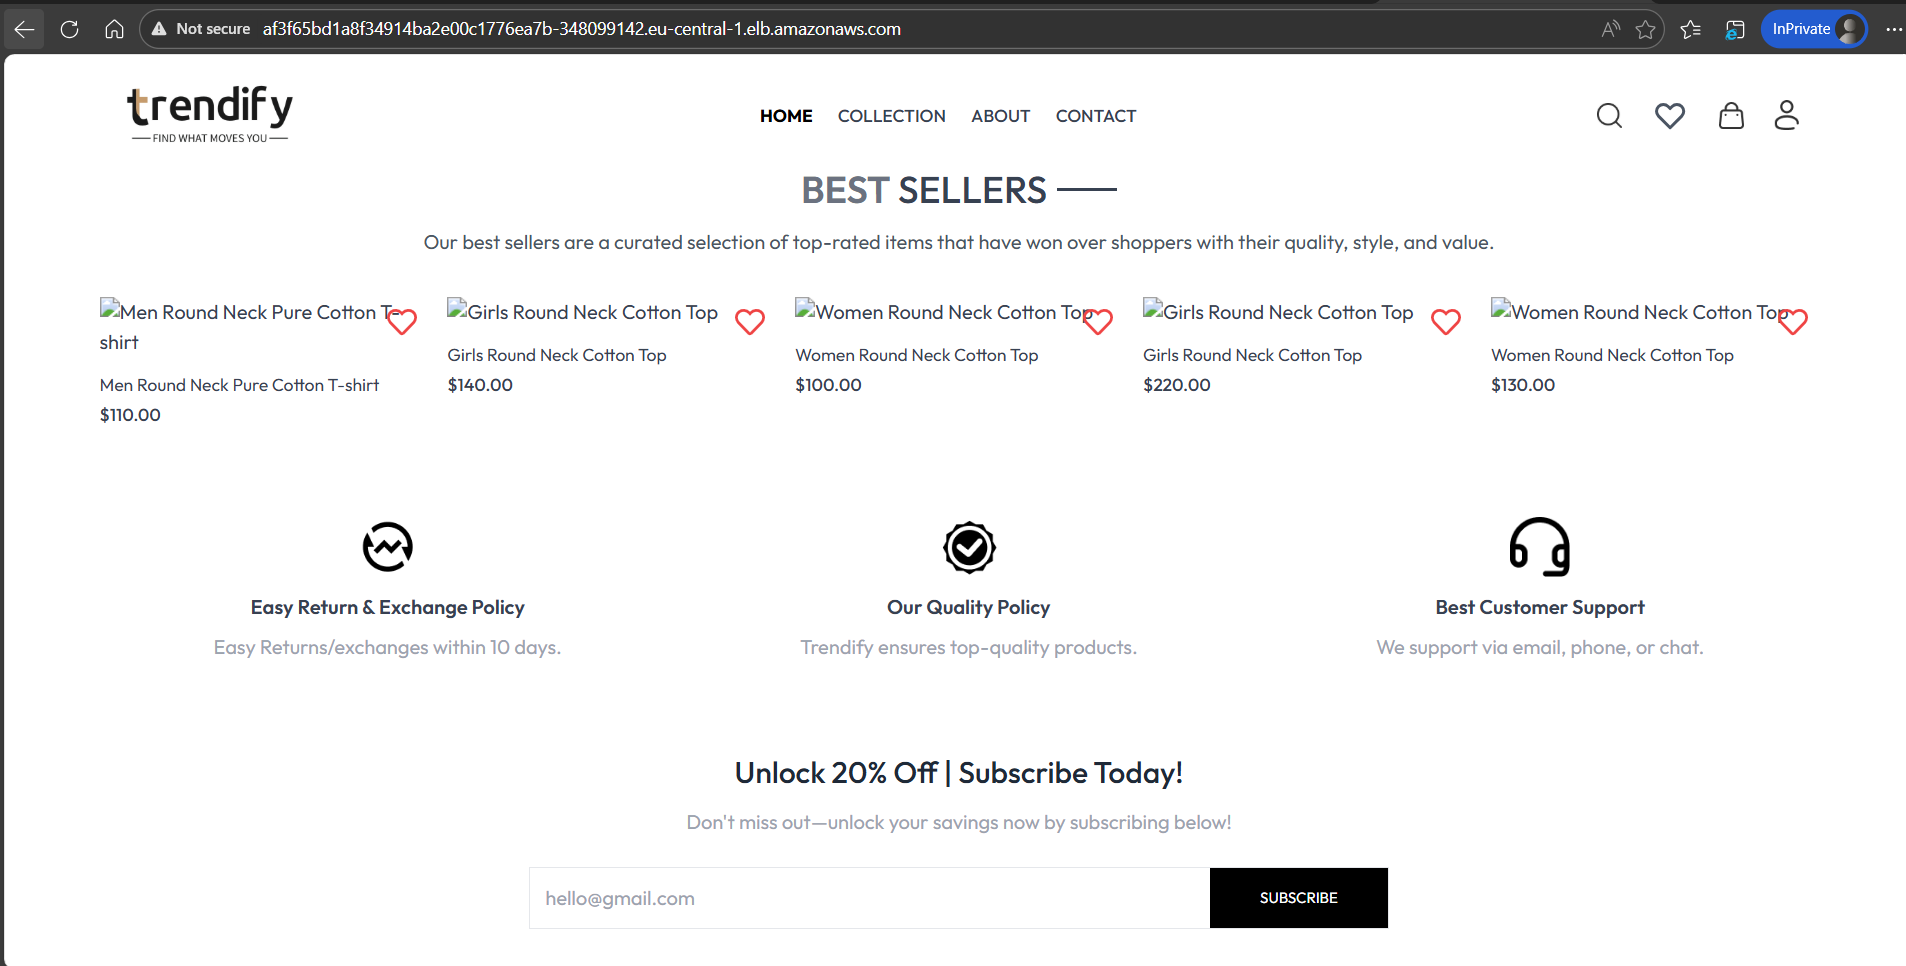 Not secure af3f65bd1a8f34914ba2e00c1776ea7b-348099142.eu-central-1.elb.amazonaws.com
InPrivate
trendify
FIND WHAT MOVES YOU
HOME COLLECTION ABOUT CONTACT
BEST SELLERS
Our best sellers are a curated selection of top-rated items that have won over shoppers with their quality, style, and value.
Men Round Neck Pure Cotton T-
shirt
Men Round Neck Pure Cotton T-shirt
$110.00
Girls Round Neck Cotton Top
Girls Round Neck Cotton Top
$140.00
Women Round Neck Cotton Top
Women Round Neck Cotton Top
$100.00
Girls Round Neck Cotton Top
Girls Round Neck Cotton Top
$220.00
Women Round Neck Cotton Top
Women Round Neck Cotton Top
$130.00
Easy Return & Exchange Policy
Easy Returns/exchanges within 10 days.
Our Quality Policy
Trendify ensures top-quality products.
Best Customer Support
We support via email, phone, or chat.
Unlock 20% Off | Subscribe Today!
Don't miss out—unlock your savings now by subscribing below!
hello@gmail.com
SUBSCRIBE